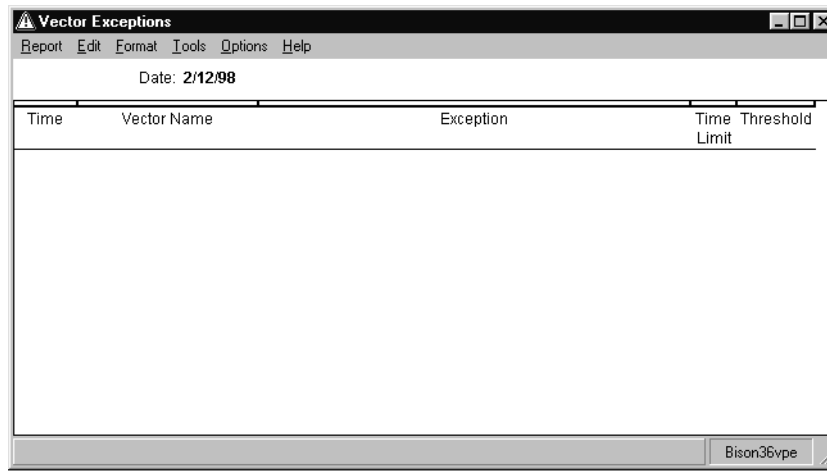 Vector Exceptions
Report Edit Format Tools Options Help
Date: 2/12/98
Time Vector Name Exception Time Limit Threshold
Bison36vpe